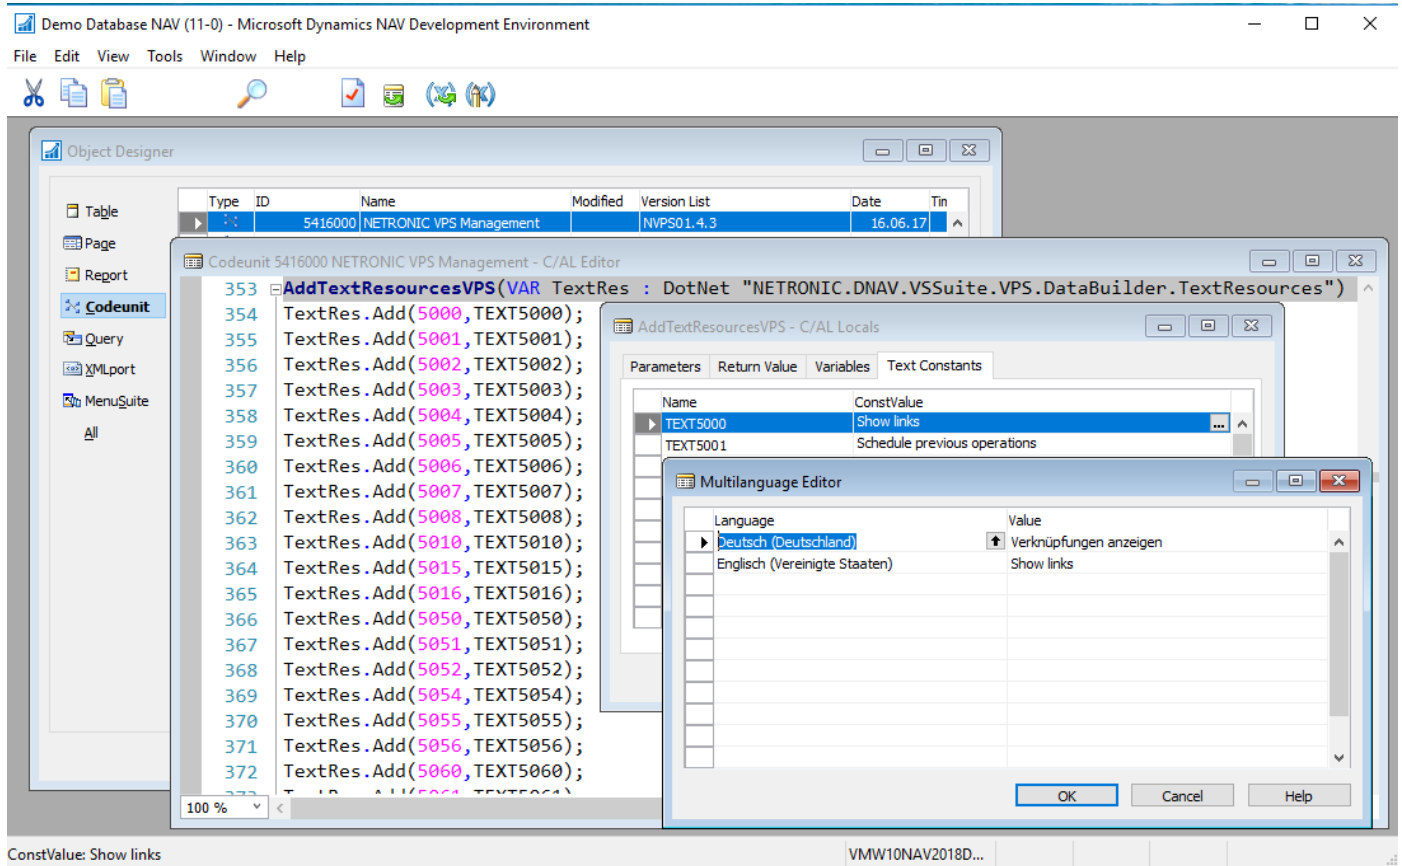 Demo Database NAV (11-0) - Microsoft Dynamics NAV Development Environment
File Edit View Tools Window Help
Object Designer
Type ID Name Modified Version List Date Tim
5416000 NETRONIC VPS Management NVPS01.4.3 16.06.17
Table
Page
Report
Codeunit
Query
XMLport
MenuSuite
All
Codeunit 5416000 NETRONIC VPS Management - C/AL Editor
353 AddTextResourcesVPS(VAR TextRes : DotNet "NETRONIC.DNAV.VSSuite.VPS.DataBuilder.TextResources")
354 TextRes.Add(5000,TEXT5000);
355 TextRes.Add(5001,TEXT5001);
356 TextRes.Add(5002,TEXT5002);
357 TextRes.Add(5003,TEXT5003);
358 TextRes.Add(5004,TEXT5004);
359 TextRes.Add(5005,TEXT5005);
360 TextRes.Add(5006,TEXT5006);
361 TextRes.Add(5007,TEXT5007);
362 TextRes.Add(5008,TEXT5008);
363 TextRes.Add(5010,TEXT5010);
364 TextRes.Add(5015,TEXT5015);
365 TextRes.Add(5016,TEXT5016);
366 TextRes.Add(5050,TEXT5050);
367 TextRes.Add(5051,TEXT5051);
368 TextRes.Add(5052,TEXT5052);
369 TextRes.Add(5054,TEXT5054);
370 TextRes.Add(5055,TEXT5055);
371 TextRes.Add(5056,TEXT5056);
372 TextRes.Add(5060,TEXT5060);
100 %
AddTextResourcesVPS - C/AL Locals
Parameters Return Value Variables Text Constants
Name ConstValue
TEXT5000 Show links ...
TEXT5001 Schedule previous operations
Multilanguage Editor
Language Value
Deutsch (Deutschland) Verknüpfungen anzeigen
Englisch (Vereinigte Staaten) Show links
OK Cancel Help
ConstValue: Show links VMW10NAV2018D...